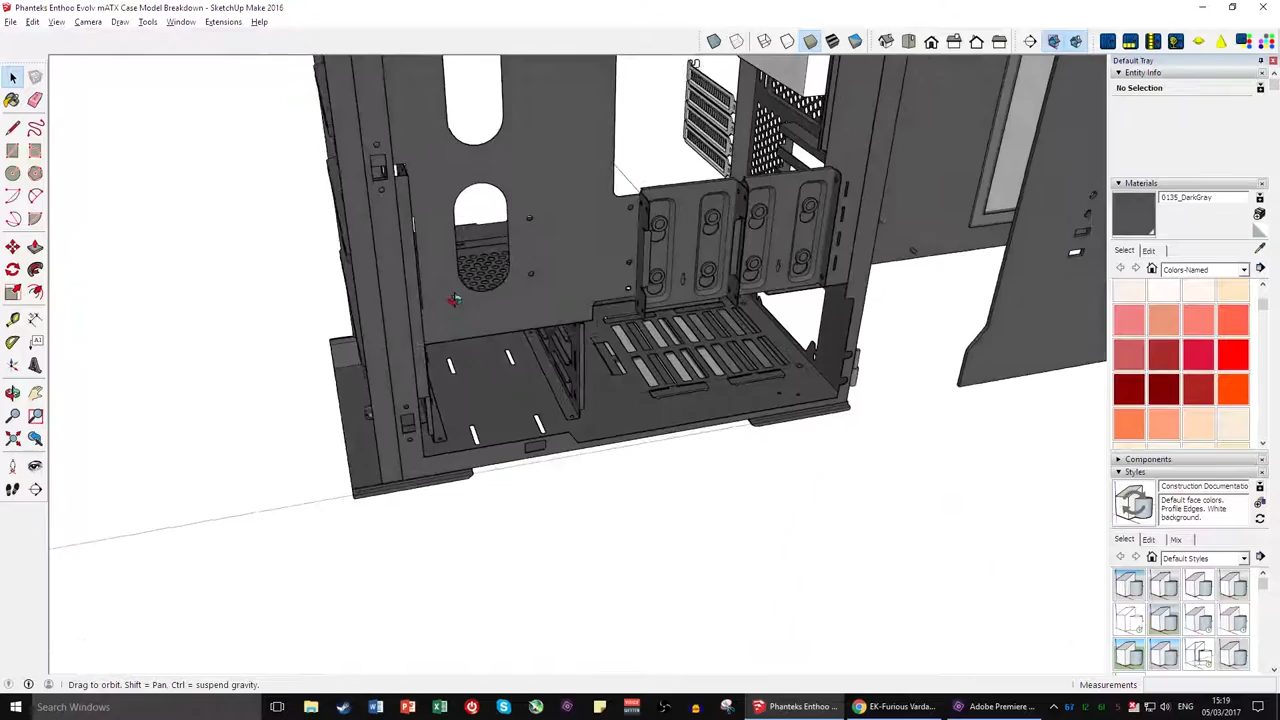 Phanteks Enthoo Evolv mATX Case Model Breakdown - SketchUp Make 2016
File Edit View Camera Draw Tools Window Extensions Help
Default Tray
Entity Info
No Selection
Materials
0135_DarkGray
Select Edit
Colors-Named
Components
Styles
Construction Documentatio
Default face colors.
Profile Edges. White
background.
Select Edit Mix
Default Styles
Drag to orbit. Shift = Pan, Ctrl = suspend gravity.
Measurements
Search Windows
Phanteks Enthoo ...
EK-Furious Varda...
Adobe Premiere ...
ENG
15:19
05/03/2017